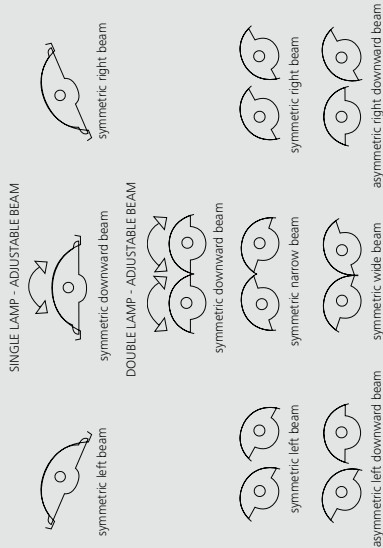 SINGLE LAMP - ADJUSTABLE BEAM
symmetric left beam
symmetric downward beam
symmetric right beam
DOUBLE LAMP - ADJUSTABLE BEAM
symmetric downward beam
symmetric left beam
symmetric narrow beam
symmetric right beam
asymmetric left downward beam
symmetric wide beam
asymmetric right downward beam